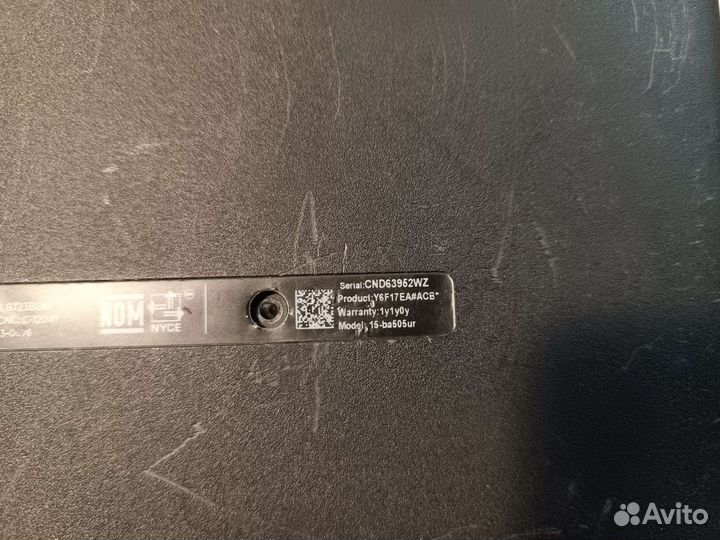 Serial:CND63952WZ
Product:Y6F17EA#ACB*
Warranty:1y1y0y
Model: 15-ba505ur
NOM
NYCE
Avito